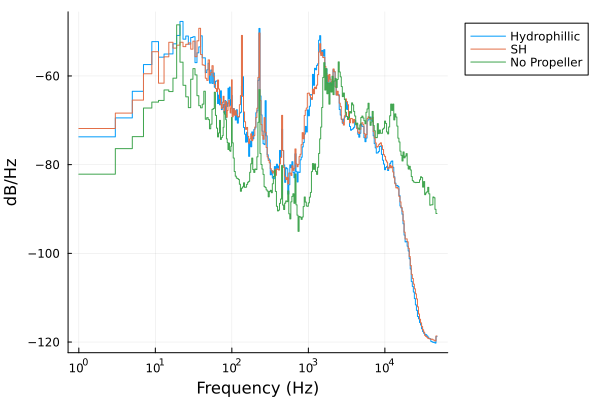 Hydrophillic
SH
No Propeller
dB/Hz
−60
−80
−100
−120
10⁰ 10¹ 10² 10³ 10⁴
Frequency (Hz)